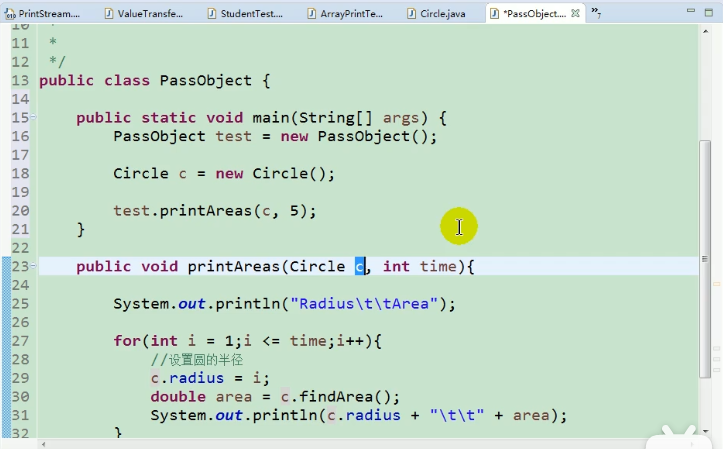 PrintStream....
ValueTransfe...
StudentTest....
ArrayPrintTe...
Circle.java
*PassObject....
»7
11 *
12 */
13 public class PassObject {
14
15 public static void main(String[] args) {
16 PassObject test = new PassObject();
17
18 Circle c = new Circle();
19
20 test.printAreas(c, 5);
21 }
22
23 public void printAreas(Circle c, int time){
24
25 System.out.println("Radius\t\tArea");
26
27 for(int i = 1;i <= time;i++){
28 //设置圆的半径
29 c.radius = i;
30 double area = c.findArea();
31 System.out.println(c.radius + "\t\t" + area);
32 }